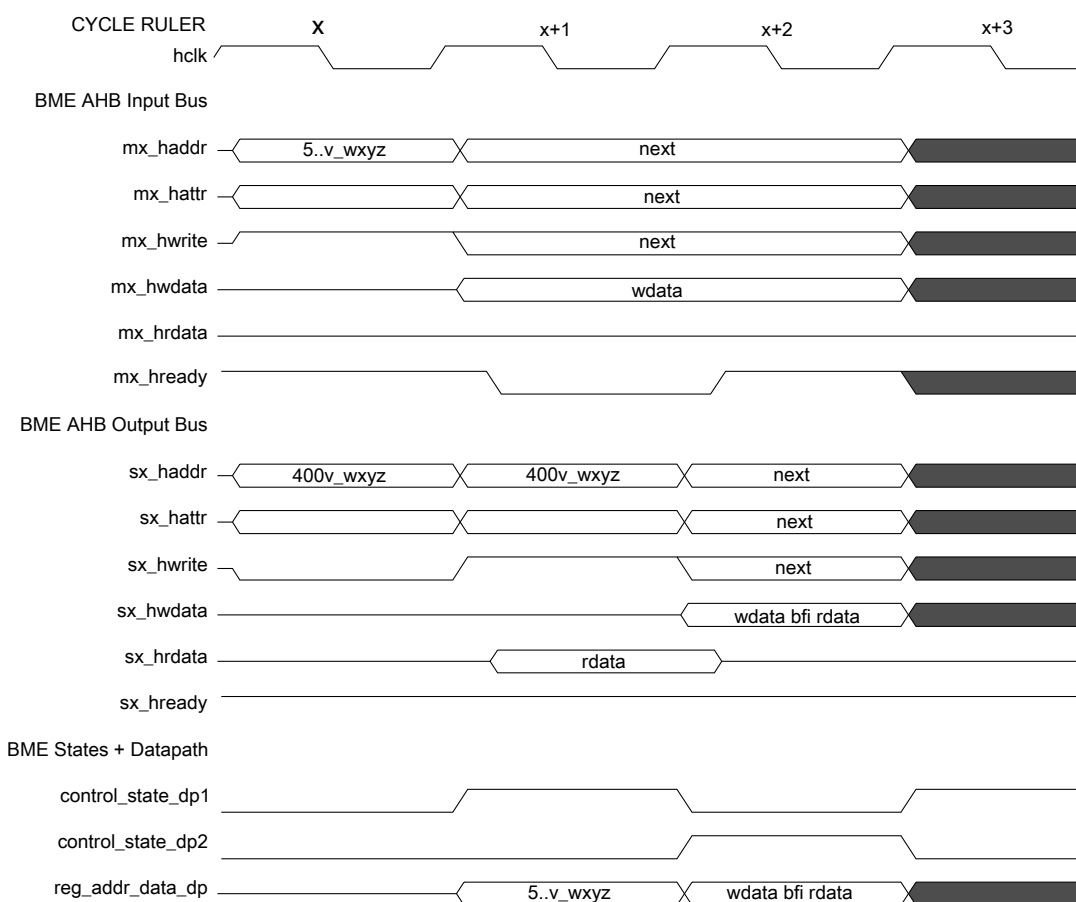 CYCLE RULER x x+1 x+2 x+3
hclk
BME AHB Input Bus
mx_haddr 5..v_wxyz next
mx_hattr next
mx_hwrite next
mx_hwdata wdata
mx_hrdata
mx_hready
BME AHB Output Bus
sx_haddr 400v_wxyz 400v_wxyz next
sx_hattr next
sx_hwrite next
sx_hwdata wdata bfi rdata
sx_hrdata rdata
sx_hready
BME States + Datapath
control_state_dp1
control_state_dp2
reg_addr_data_dp 5..v_wxyz wdata bfi rdata